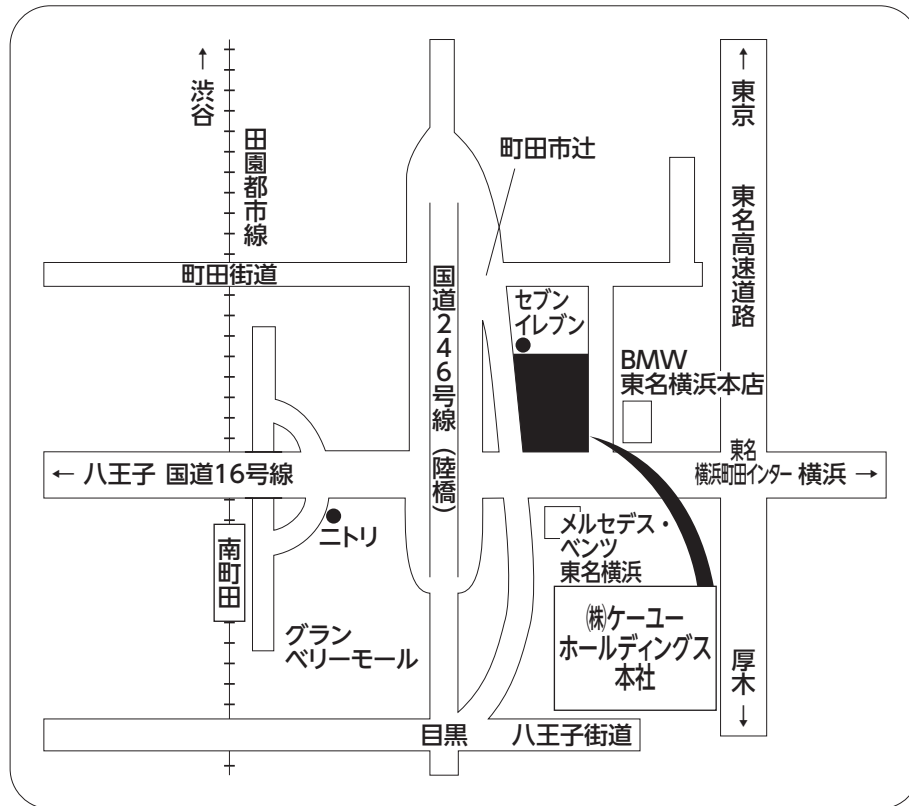 ↑
渋谷
田園都市線
町田市辻
↑
東京
東名高速道路
町田街道
国道246号線(陸橋)
セブン
イレブン
BMW
東名横浜本店
← 八王子 国道16号線
東名
横浜町田インター
横浜 →
ニトリ
南町田
メルセデス・
ベンツ
東名横浜
グラン
ベリーモール
㈱ケーユー
ホールディングス
本社
厚木
↓
目黒
八王子街道